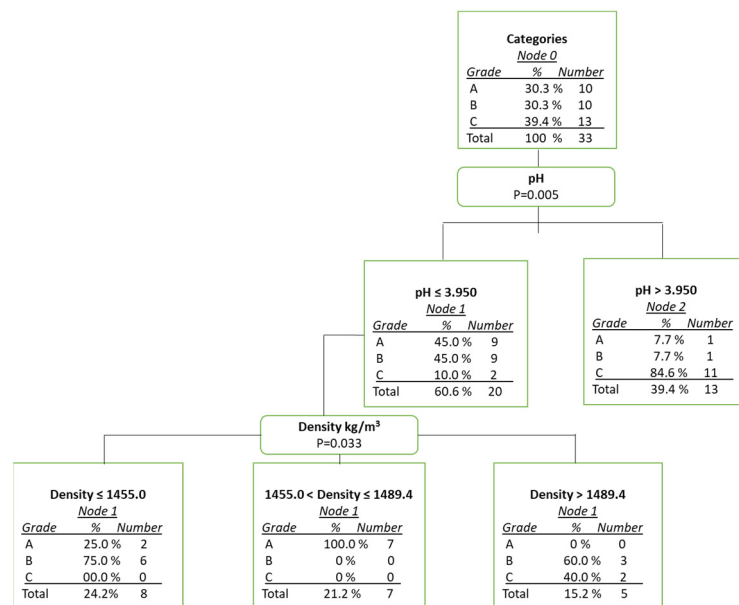 Categories
Node 0
Grade % Number
A 30.3 % 10
B 30.3 % 10
C 39.4 % 13
Total 100 % 33
pH
P=0.005
pH ≤ 3.950
Node 1
Grade % Number
A 45.0 % 9
B 45.0 % 9
C 10.0 % 2
Total 60.6 % 20
pH > 3.950
Node 2
Grade % Number
A 7.7 % 1
B 7.7 % 1
C 84.6 % 11
Total 39.4 % 13
Density kg/m³
P=0.033
Density ≤ 1455.0
Node 1
Grade % Number
A 25.0 % 2
B 75.0 % 6
C 00.0 % 0
Total 24.2% 8
1455.0 < Density ≤ 1489.4
Node 1
Grade % Number
A 100.0 % 7
B 0 % 0
C 0 % 0
Total 21.2 % 7
Density > 1489.4
Node 1
Grade % Number
A 0 % 0
B 60.0 % 3
C 40.0 % 2
Total 15.2 % 5